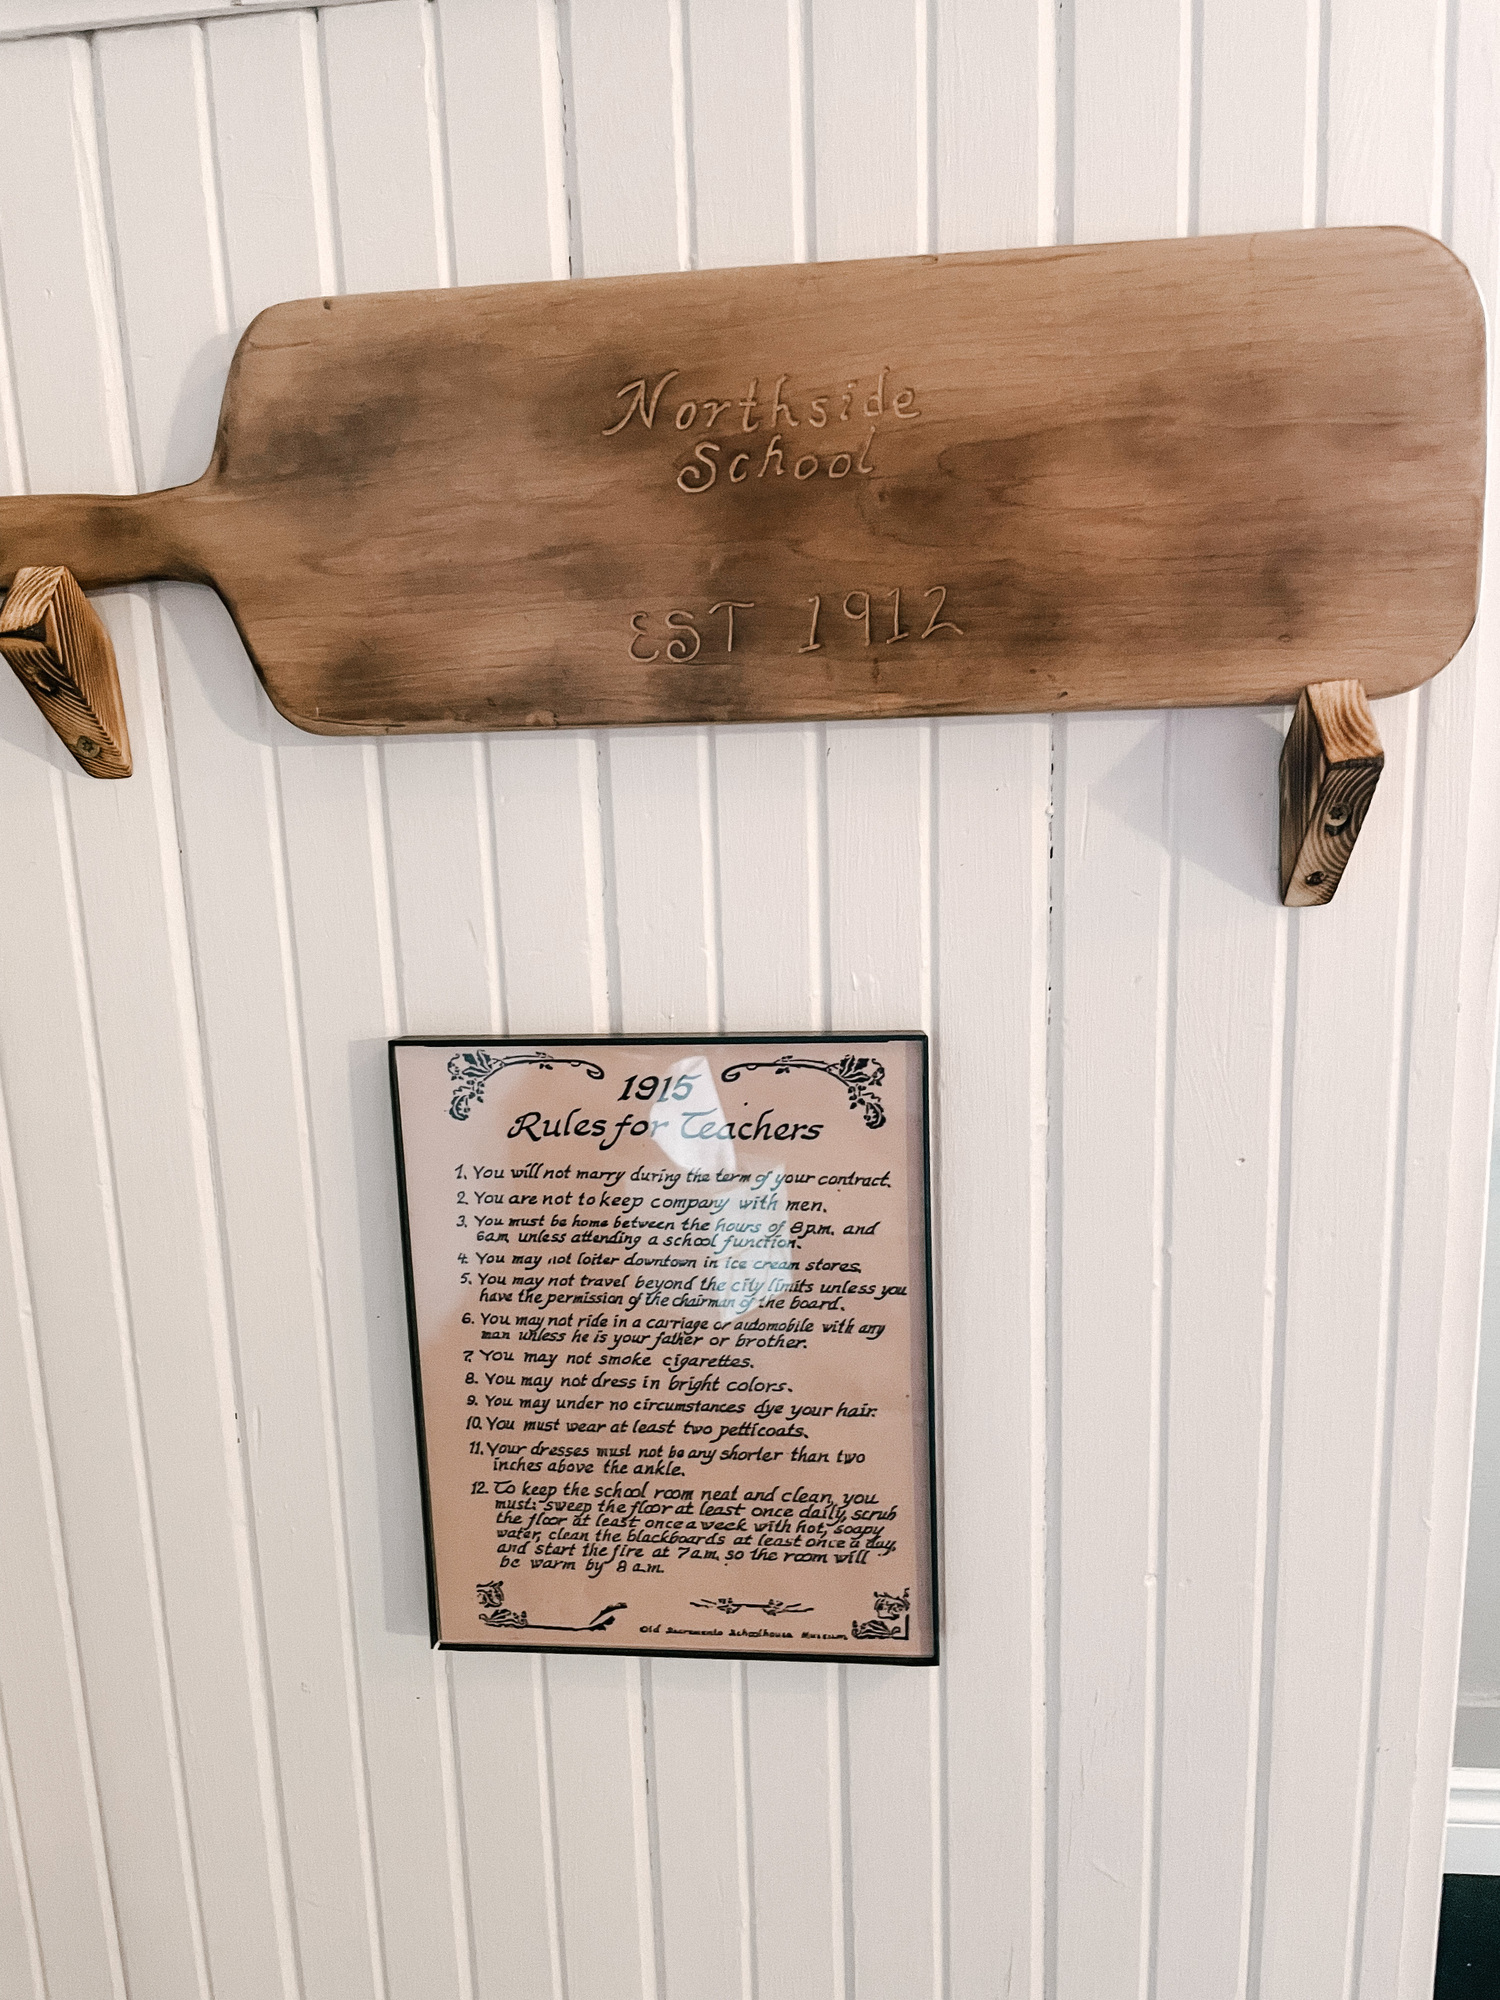 Northside
School
EST 1912
1915
Rules for Teachers
1. You will not marry during the term of your contract.
2. You are not to keep company with men.
3. You must be home between the hours of 8p.m. and
6am, unless attending a school function.
4. You may not loiter downtown in ice cream stores.
5. You may not travel beyond the city limits unless you
have the permission of the chairman of the board.
6. You may not ride in a carriage or automobile with any
man unless he is your father or brother.
7. You may not smoke cigarettes.
8. You may not dress in bright colors.
9. You may under no circumstances dye your hair.
10. You must wear at least two petticoats.
11. Your dresses must not be any shorter than two
inches above the ankle.
12. To keep the school room neat and clean, you
must: sweep the floor at least once daily, scrub
the floor at least once a week with hot, soapy
water, clean the blackboards at least once a day,
and start the fire at 7am, so the room will
be warm by 8 a.m.
Old Sacramento Schoolhouse Museum